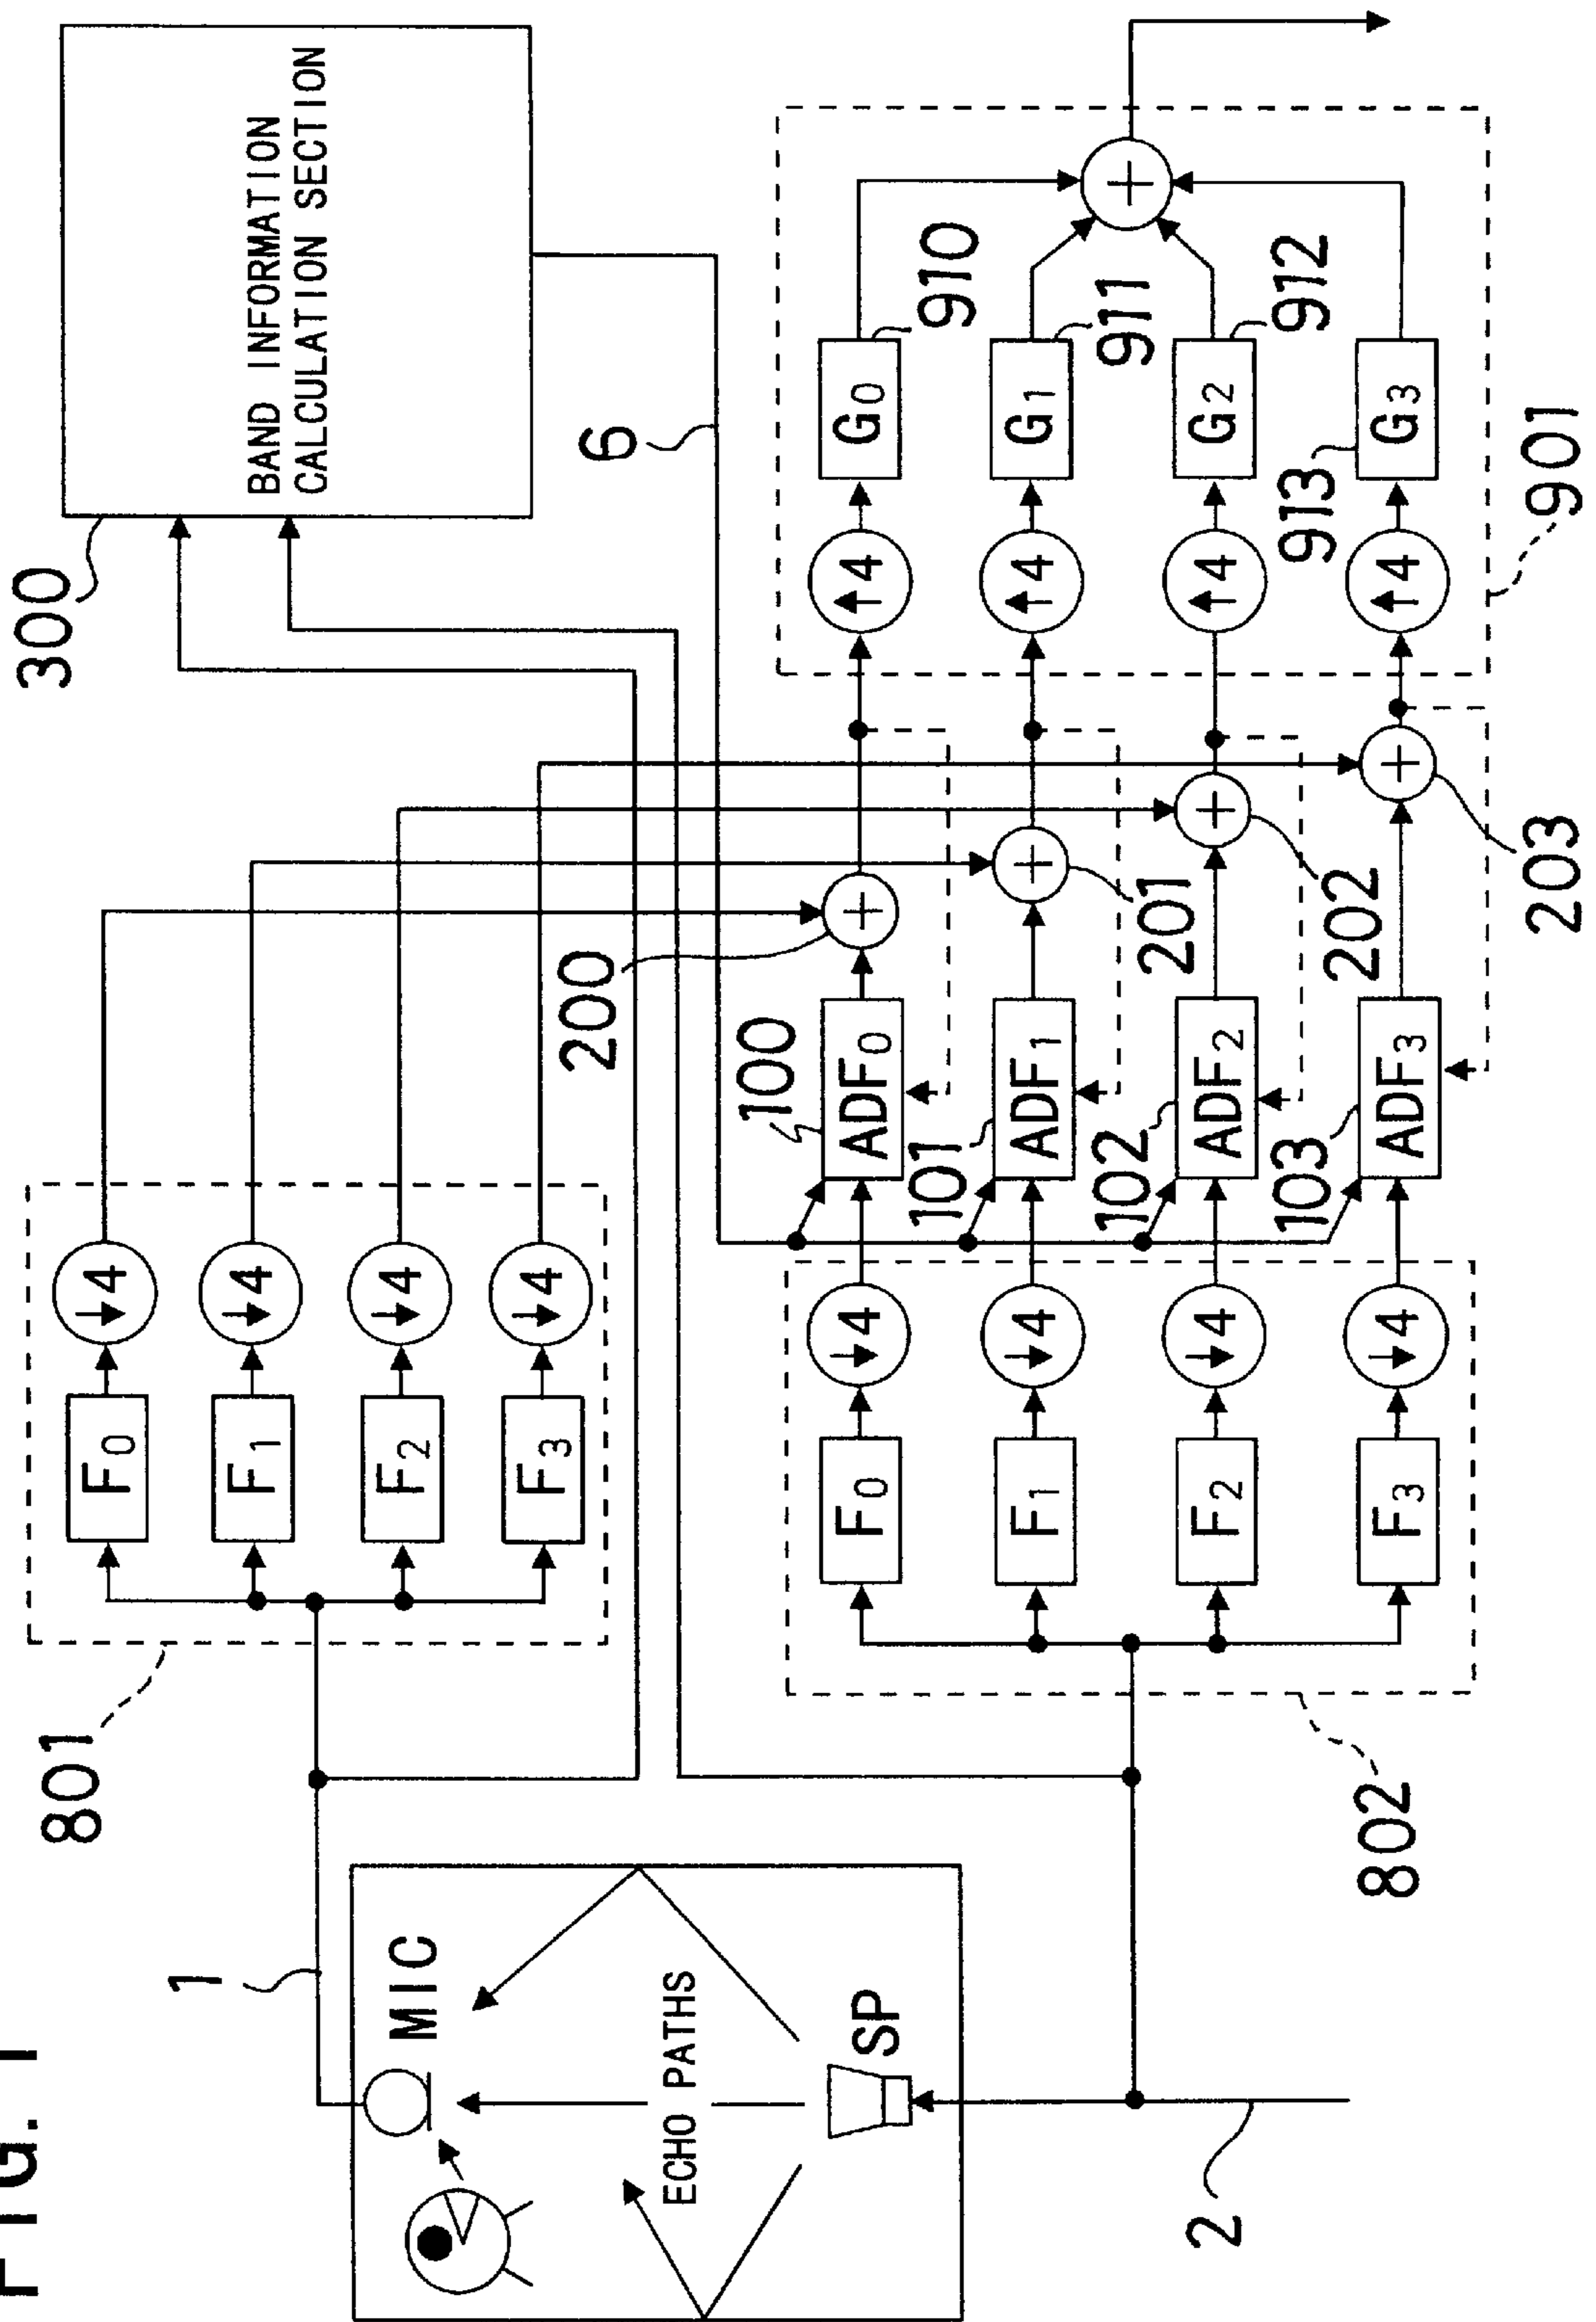 FIG. 1
300
BAND INFORMATION
CALCULATION SECTION
801
F0
↓4
F1
↓4
F2
↓4
F3
↓4
1
MIC
ECHO PATHS
SP
2
6
802
F0
↓4
100
ADF0
200
+
↑4
G0
910
F1
↓4
101
ADF1
201
+
↑4
G1
911
F2
↓4
102
ADF2
202
+
↑4
G2
912
F3
↓4
103
ADF3
203
+
↑4
G3
913
+
901